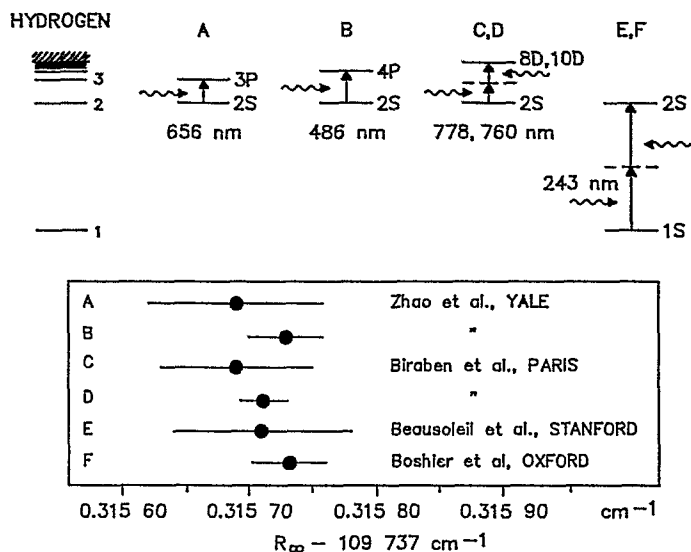 HYDROGEN
A
B
C,D
E,F
3
2
1
3P
2S
656 nm
4P
2S
486 nm
8D,10D
2S
778, 760 nm
2S
243 nm
1S
A Zhao et al., YALE
B "
C Biraben et al., PARIS
D "
E Beausoleil et al., STANFORD
F Boshier et al, OXFORD
0.315 60 0.315 70 0.315 80 0.315 90 cm⁻¹
R∞ – 109 737 cm⁻¹